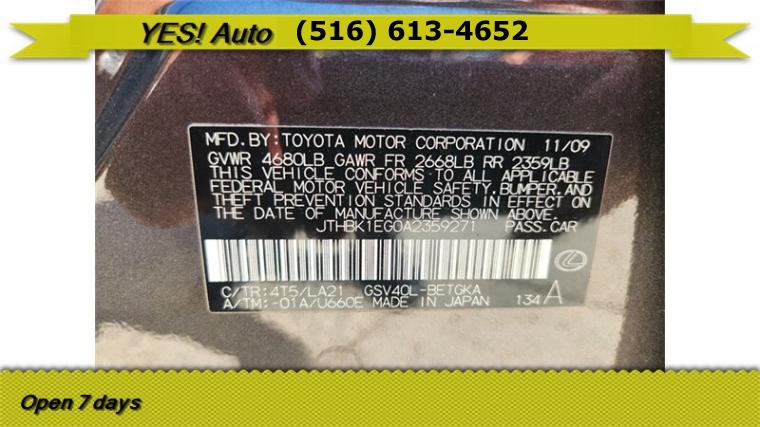 YES! Auto (516) 613-4652
MFD. BY: TOYOTA MOTOR CORPORATION 11/09
GVWR 4680LB GAWR FR 2668LB RR 2359LB
THIS VEHICLE CONFORMS TO ALL APPLICABLE
FEDERAL MOTOR VEHICLE SAFETY, BUMPER, AND
THEFT PREVENTION STANDARDS IN EFFECT ON
THE DATE OF MANUFACTURE SHOWN ABOVE.
JTHBK1EG0A2359271 PASS. CAR
C/TR: 4T5/LA21 GSV40L-BETGKA
A/TM: -01A/U660E MADE IN JAPAN 134 A
Open 7 days